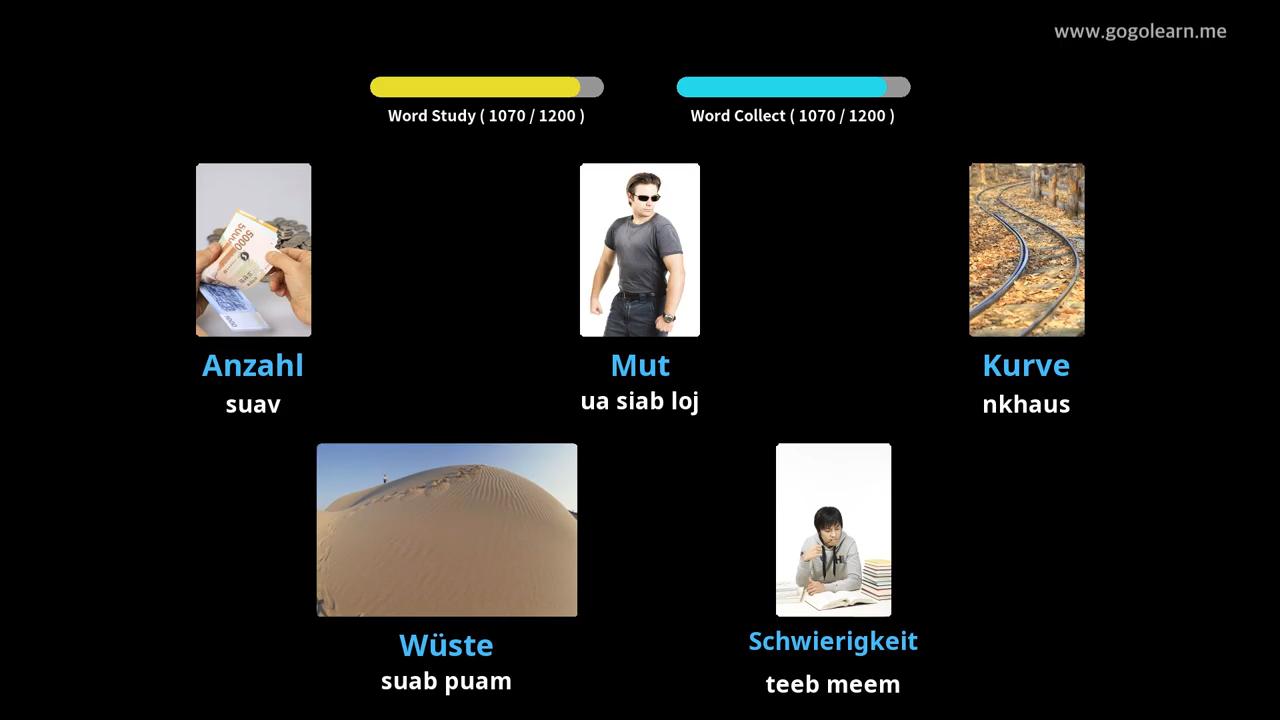 www.gogolearn.me
Word Study ( 1070 / 1200 )
Word Collect ( 1070 / 1200 )
5000
Anzahl
suav
Mut
ua siab loj
Kurve
nkhaus
Wüste
suab puam
Schwierigkeit
teeb meem